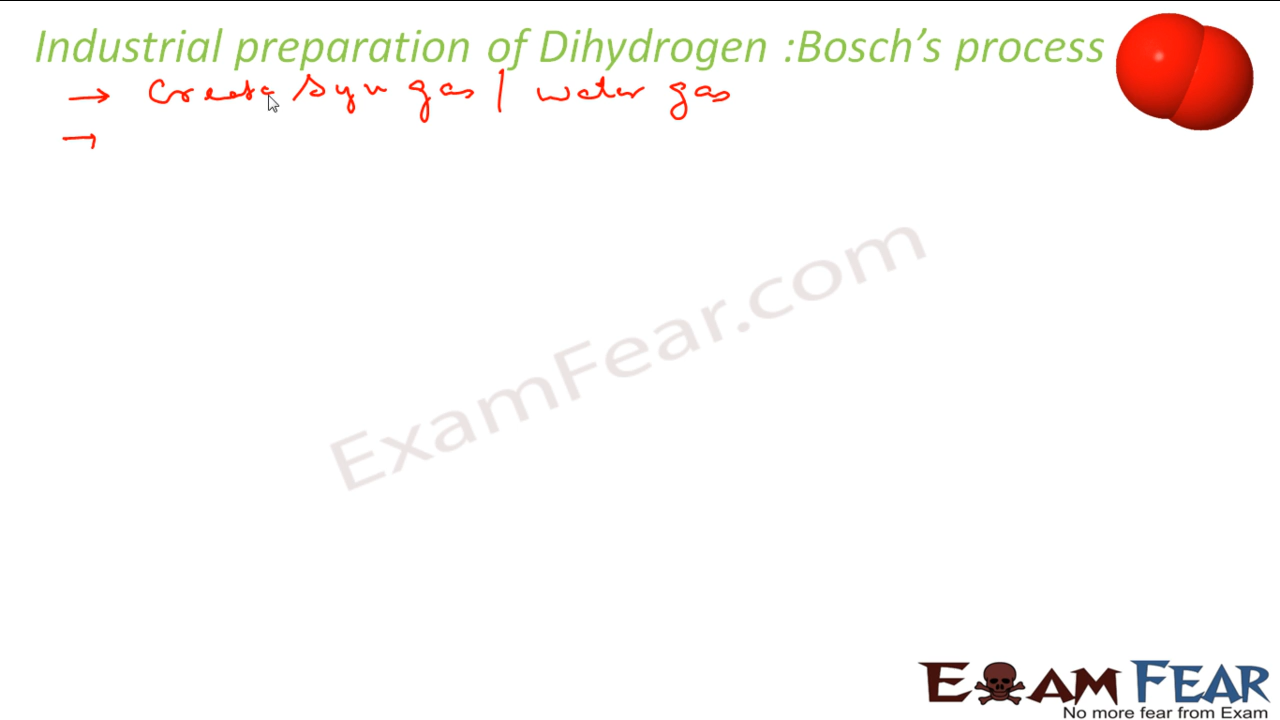 Industrial preparation of Dihydrogen :Bosch's process
→ Create syn gas | water gas
→
ExamFear.com
EXAM FEAR
No more fear from Exam